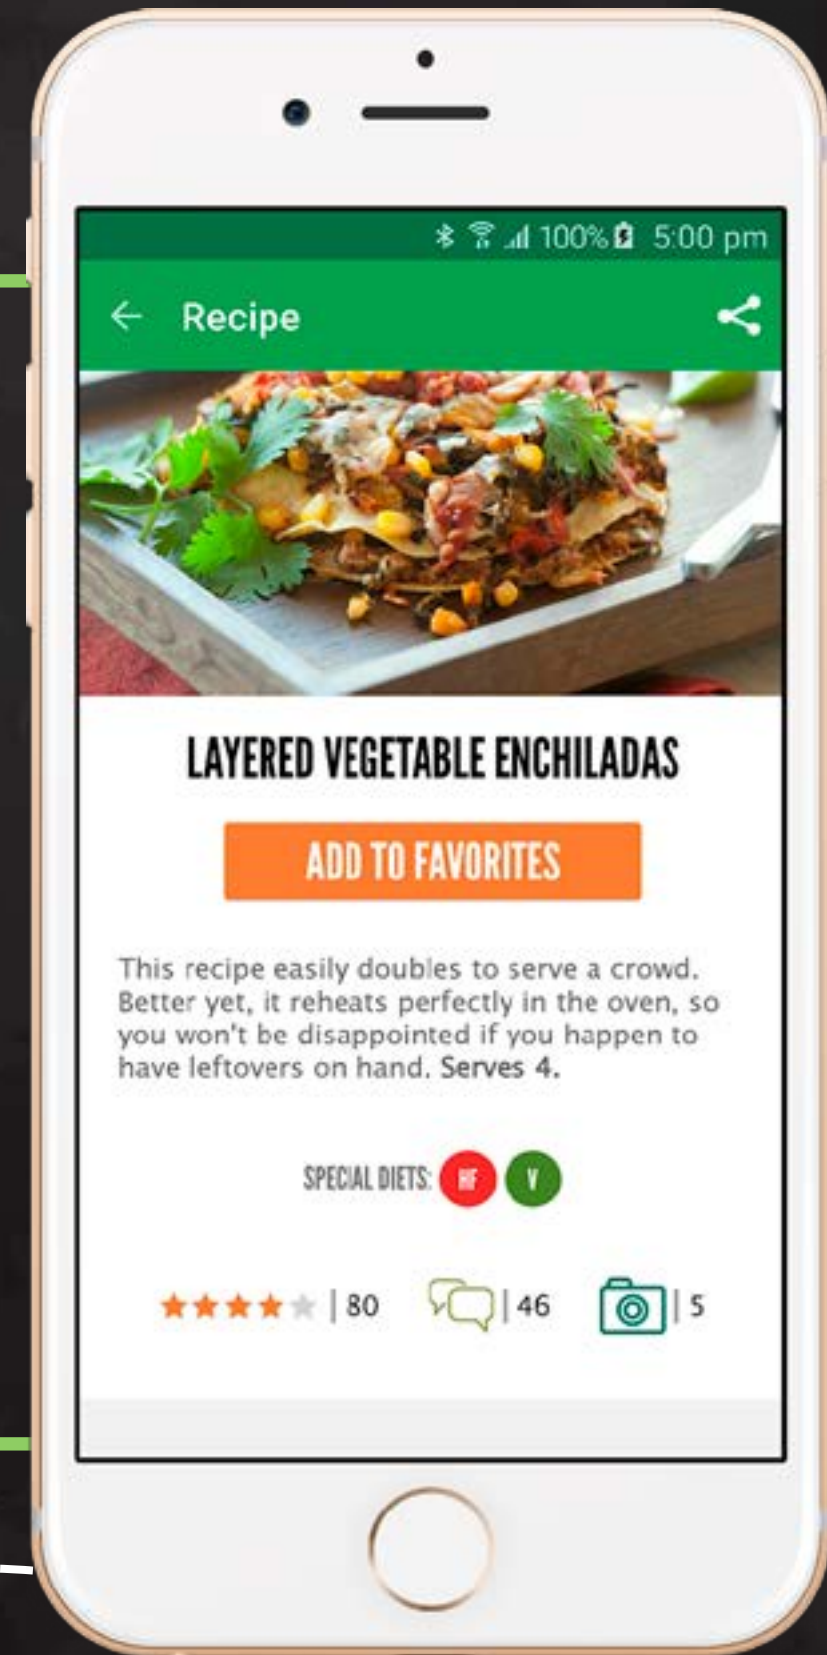 100% 5:00 pm
Recipe
LAYERED VEGETABLE ENCHILADAS
ADD TO FAVORITES
This recipe easily doubles to serve a crowd.
Better yet, it reheats perfectly in the oven, so
you won't be disappointed if you happen to
have leftovers on hand. Serves 4.
SPECIAL DIETS: HF V
| 80 | 46 | 5